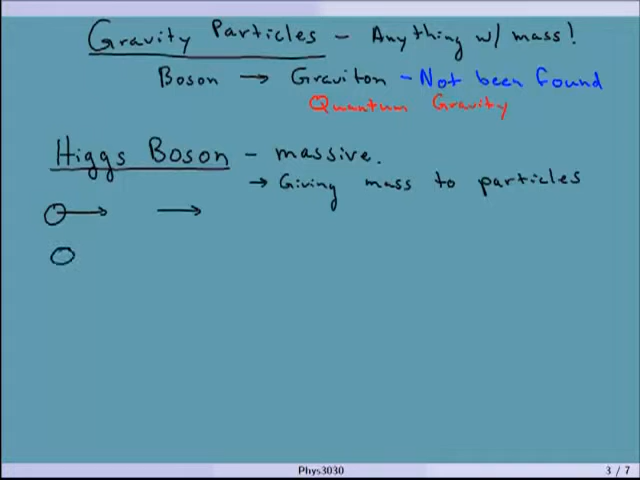 Gravity Particles - Anything w/ mass!
Boson → Graviton - Not been found
Quantum Gravity
Higgs Boson - massive.
→ Giving mass to particles
Phys3030
3 / 7